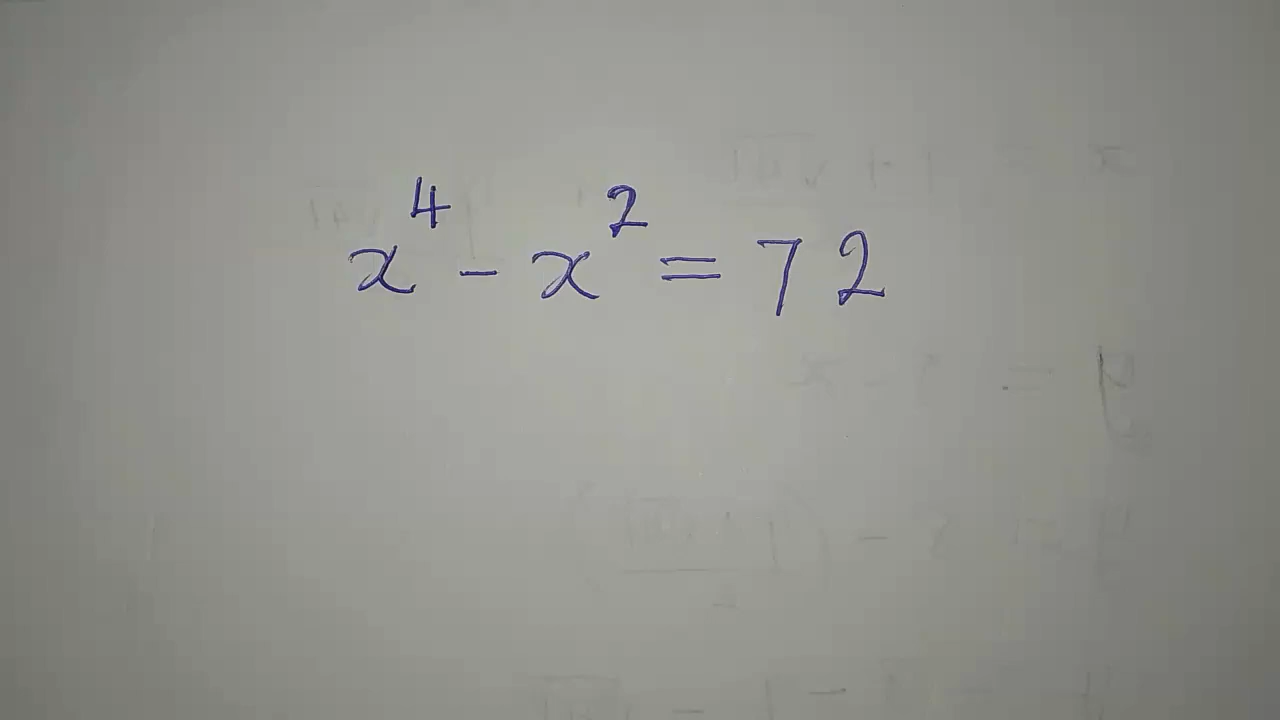 x⁴ - x² = 72